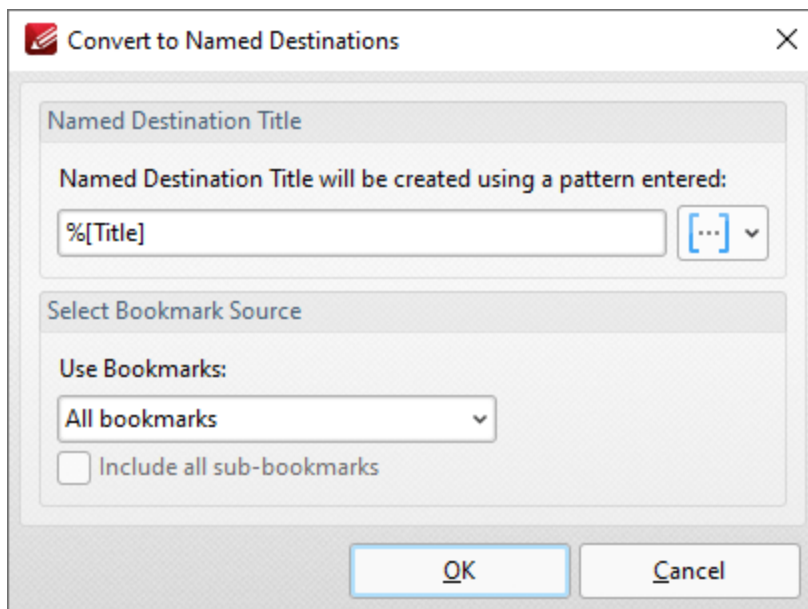 Convert to Named Destinations
Named Destination Title
Named Destination Title will be created using a pattern entered:
%[Title]
[...]
Select Bookmark Source
Use Bookmarks:
All bookmarks
Include all sub-bookmarks
OK
Cancel